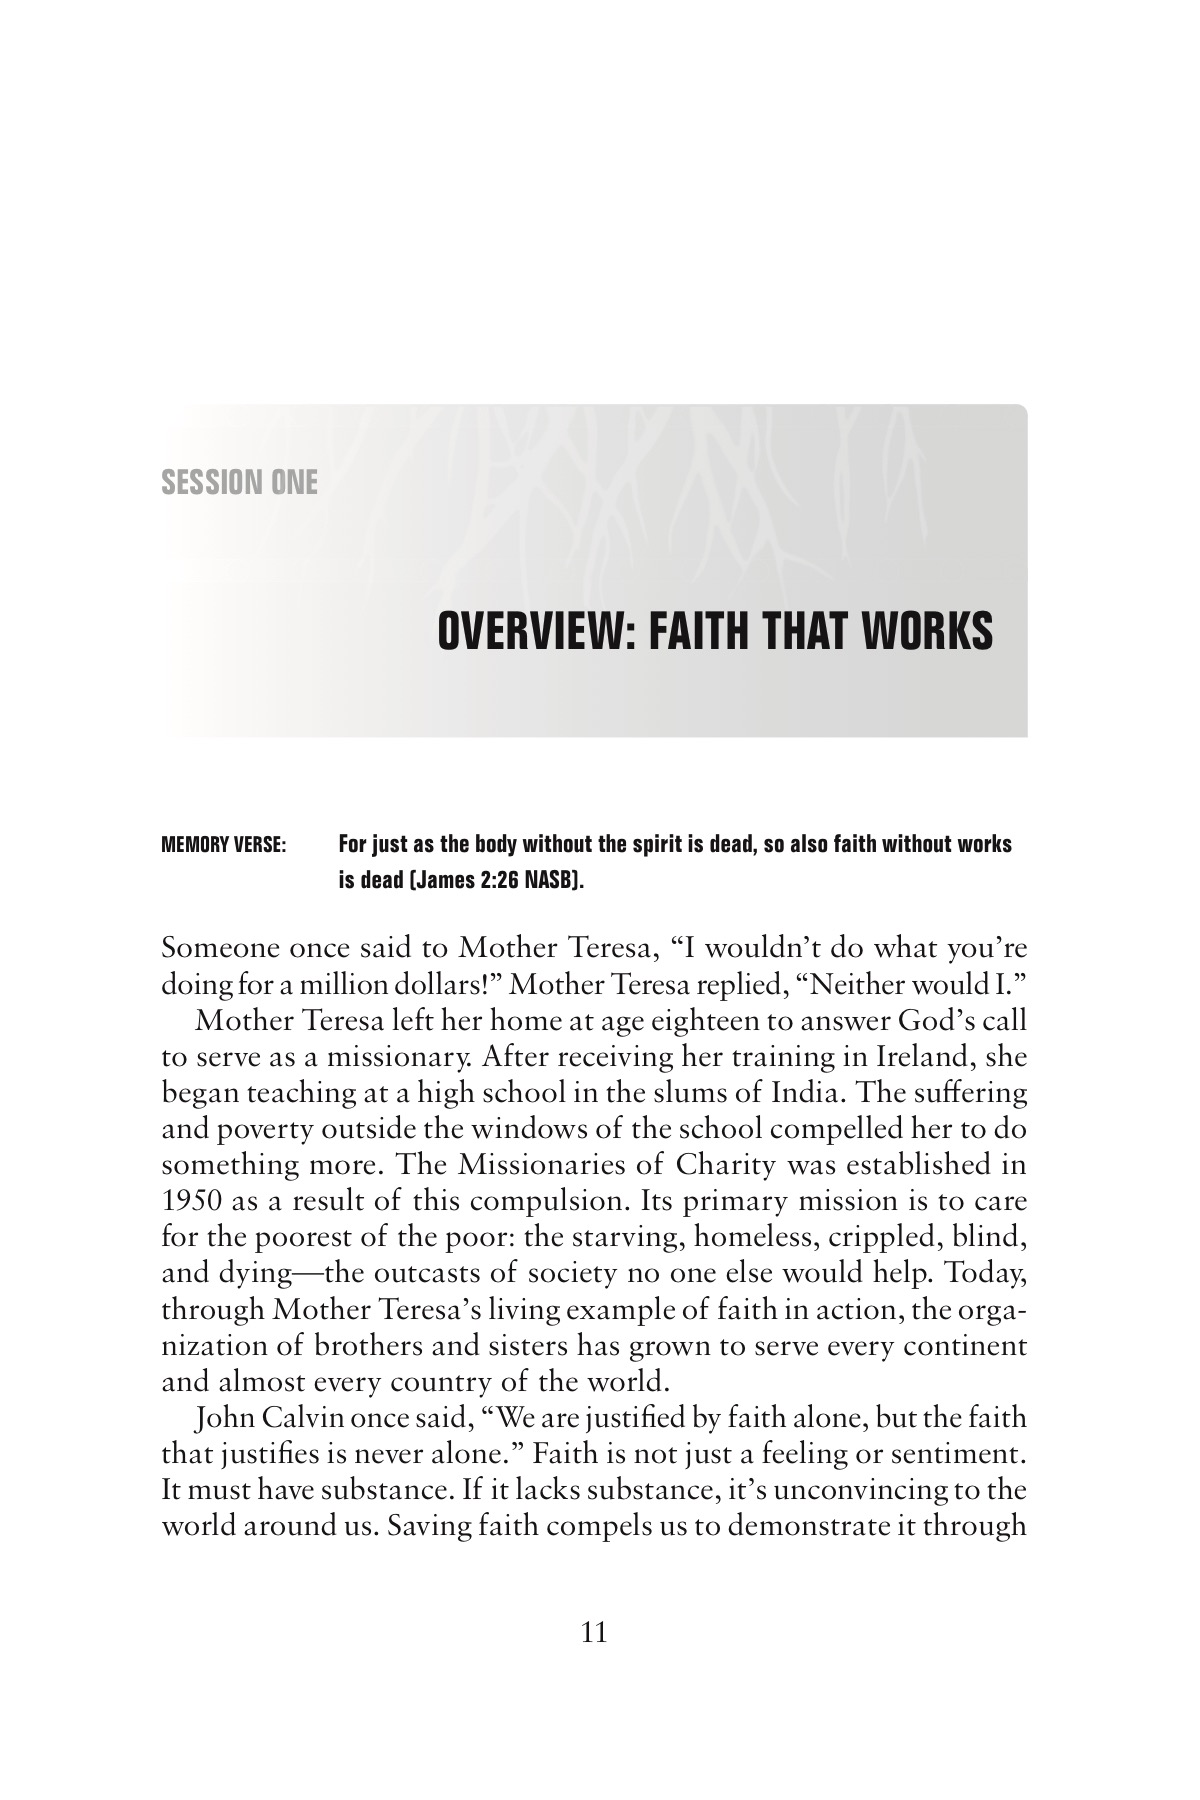 SESSION ONE
OVERVIEW: FAITH THAT WORKS
MEMORY VERSE: For just as the body without the spirit is dead, so also faith without works
is dead (James 2:26 NASB).
Someone once said to Mother Teresa, “I wouldn’t do what you’re
doing for a million dollars!” Mother Teresa replied, “Neither would I.”
Mother Teresa left her home at age eighteen to answer God’s call
to serve as a missionary. After receiving her training in Ireland, she
began teaching at a high school in the slums of India. The suffering
and poverty outside the windows of the school compelled her to do
something more. The Missionaries of Charity was established in
1950 as a result of this compulsion. Its primary mission is to care
for the poorest of the poor: the starving, homeless, crippled, blind,
and dying—the outcasts of society no one else would help. Today,
through Mother Teresa’s living example of faith in action, the orga-
nization of brothers and sisters has grown to serve every continent
and almost every country of the world.
John Calvin once said, “We are justified by faith alone, but the faith
that justifies is never alone.” Faith is not just a feeling or sentiment.
It must have substance. If it lacks substance, it’s unconvincing to the
world around us. Saving faith compels us to demonstrate it through
11